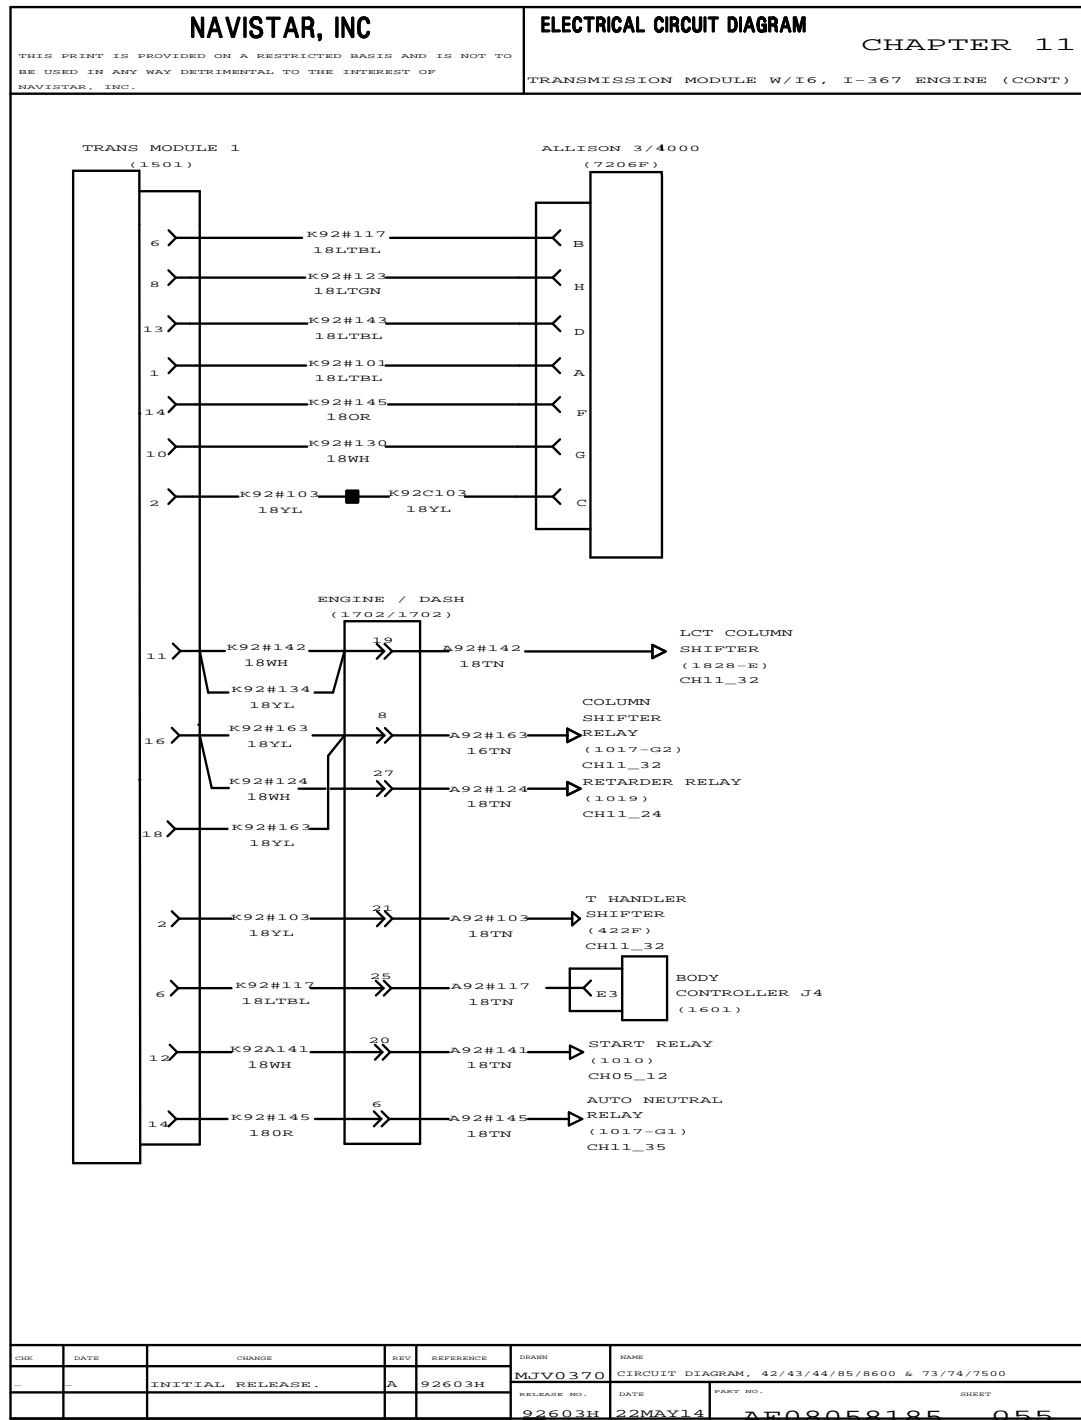 NAVISTAR, INC
THIS PRINT IS PROVIDED ON A RESTRICTED BASIS AND IS NOT TO
BE USED IN ANY WAY DETRIMENTAL TO THE INTEREST OF
NAVISTAR, INC.
ELECTRICAL CIRCUIT DIAGRAM
CHAPTER 11
TRANSMISSION MODULE W/I6, I-367 ENGINE (CONT)
TRANS MODULE 1
(1501)
ALLISON 3/4000
(7206F)
6 K92#117 B
18LTBL
8 K92#123 H
18LTGN
13 K92#143 D
18LTBL
1 K92#101 A
18LTBL
14 K92#145 F
18OR
10 K92#130 G
18WH
2 K92#103 K92C103 C
18YL 18YL
ENGINE / DASH
(1702/1702)
11 K92#142 19 A92#142
18WH 18TN
LCT COLUMN
SHIFTER
(1828-E)
CH11_32
K92#134
18YL
16 K92#163 8 A92#163
18YL 16TN
COLUMN
SHIFTER
RELAY
(1017-G2)
CH11_32
K92#124 27 A92#124
18WH 18TN
RETARDER RELAY
(1019)
CH11_24
18 K92#163
18YL
2 K92#103 21 A92#103
18YL 18TN
T HANDLER
SHIFTER
(422F)
CH11_32
6 K92#117 25 A92#117 E3
18LTBL 18TN
BODY
CONTROLLER J4
(1601)
12 K92A141 20 A92#141
18WH 18TN
START RELAY
(1010)
CH05_12
14 K92#145 6 A92#145
180R 18TN
AUTO NEUTRAL
RELAY
(1017-G1)
CH11_35
CHK DATE CHANGE REV REFERENCE DRAWN NAME
- - INITIAL RELEASE. A 92603H MJV0370 CIRCUIT DIAGRAM, 42/43/44/85/8600 & 73/74/7500
RELEASE NO. DATE PART NO. SHEET
92603H 22MAY14 AF08058185 055